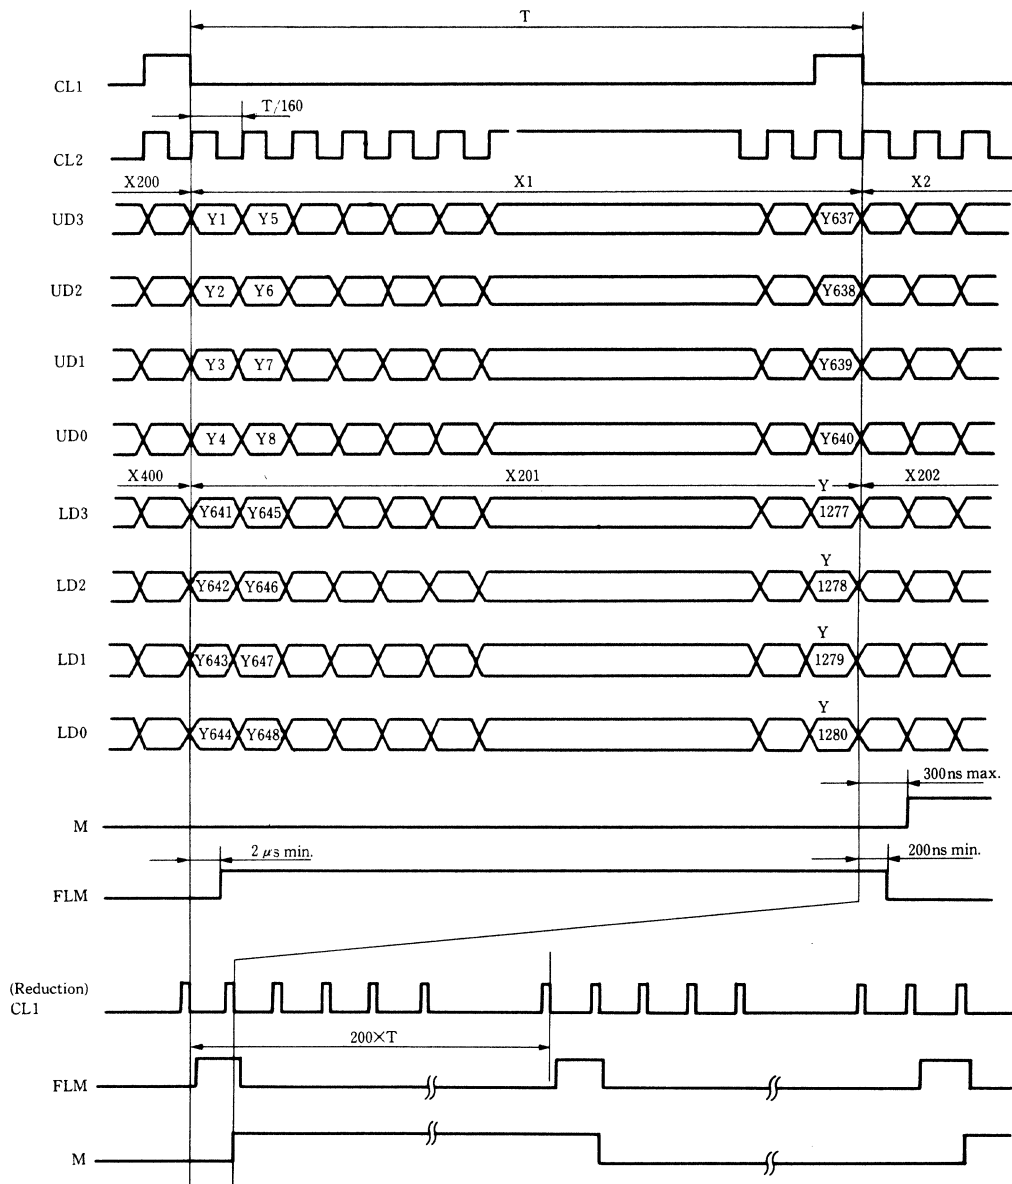 T
CL1
T/160
CL2
X200 X1 X2
UD3 Y1 Y5 Y637
UD2 Y2 Y6 Y638
UD1 Y3 Y7 Y639
UD0 Y4 Y8 Y640
X400 X201 X202
Y
LD3 Y641 Y645 1277
Y
LD2 Y642 Y646 1278
Y
LD1 Y643 Y647 1279
Y
LD0 Y644 Y648 1280
300ns max.
M
2 μs min. 200ns min.
FLM
(Reduction)
CL1
200×T
FLM
M